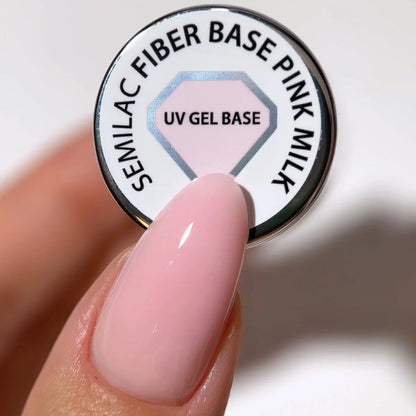 SEMILAC FIBER BASE PINK MILK
UV GEL BASE